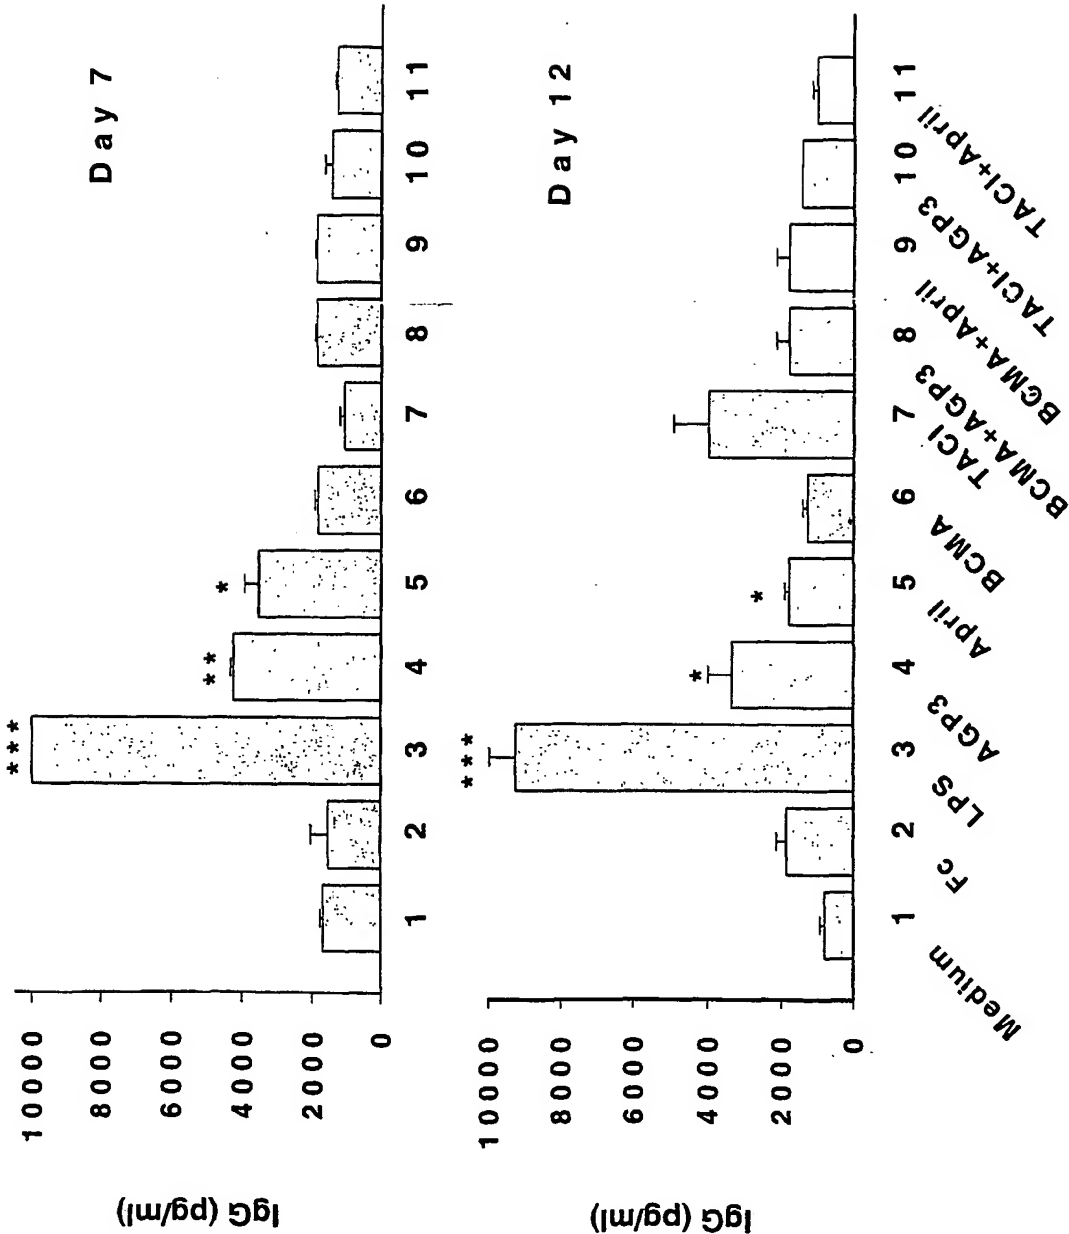 Day 7
IgG (pg/ml)
10000
8000
6000
4000
2000
0
***
**
*
1 2 3 4 5 6 7 8 9 10 11
Day 12
IgG (pg/ml)
10000
8000
6000
4000
2000
0
***
*
*
1 2 3 4 5 6 7 8 9 10 11
Medium
Fc
LPS
AGP3
April
BCMA
TACI
BCMA+AGP3
BCMA+April
TACI+AGP3
TACI+April